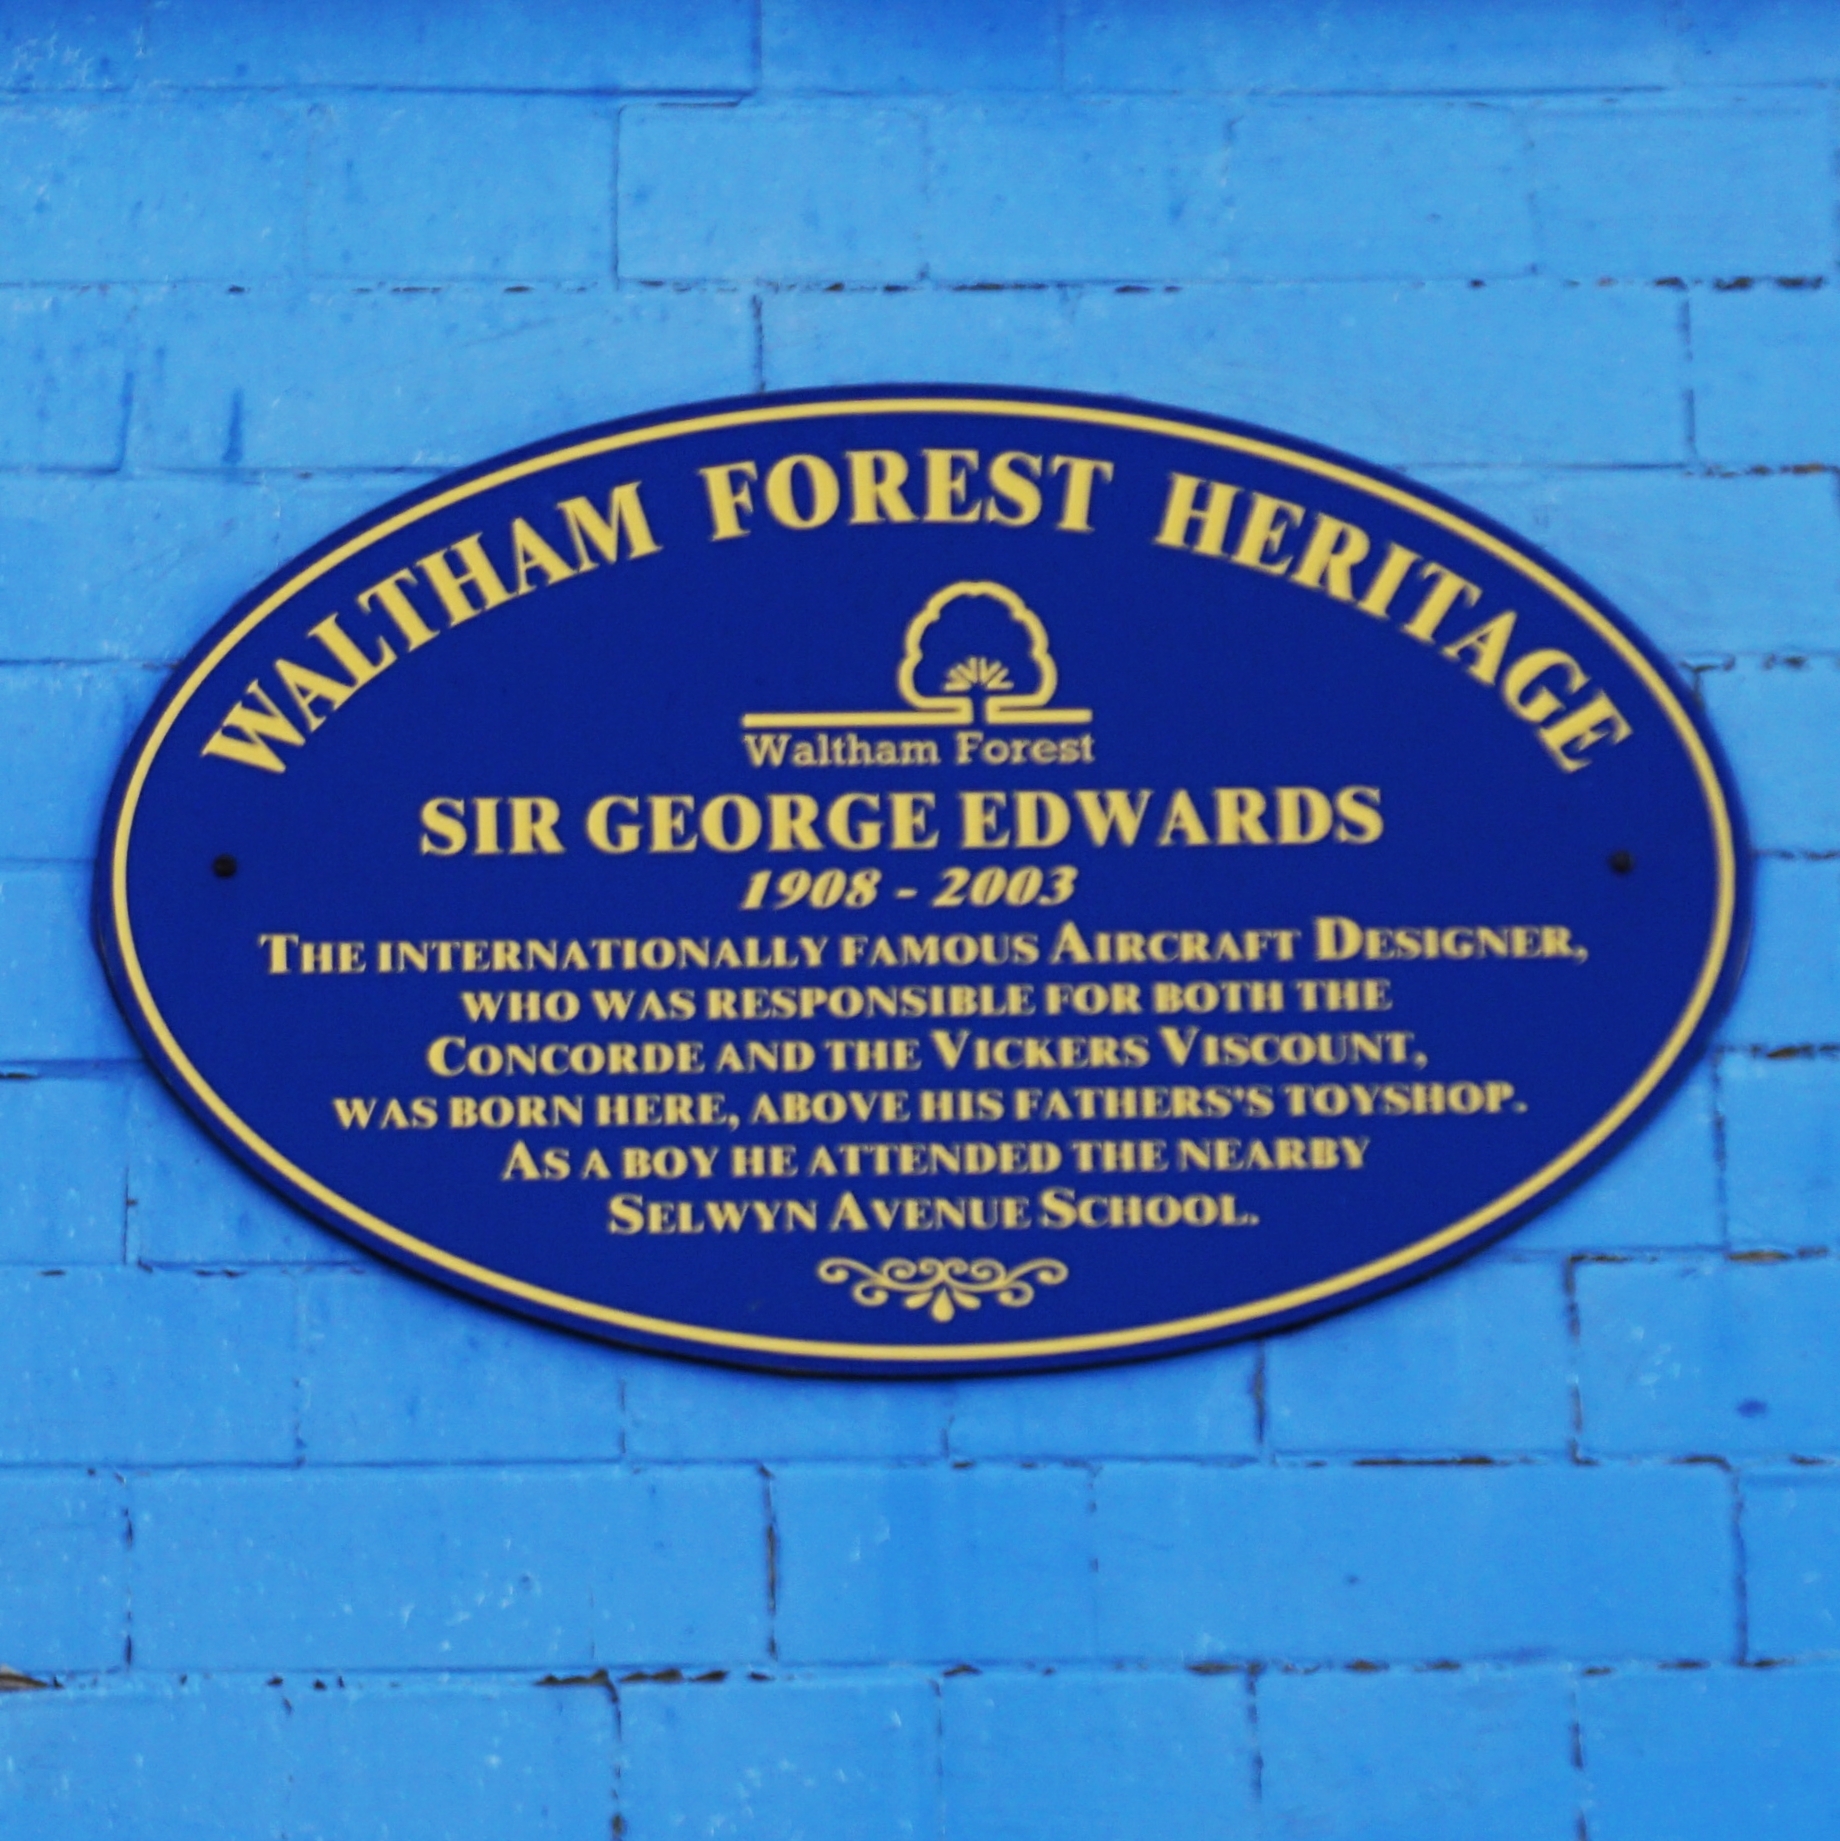 WALTHAM FOREST HERITAGE
Waltham Forest
SIR GEORGE EDWARDS
1908 - 2003
THE INTERNATIONALLY FAMOUS AIRCRAFT DESIGNER,
WHO WAS RESPONSIBLE FOR BOTH THE
CONCORDE AND THE VICKERS VISCOUNT,
WAS BORN HERE, ABOVE HIS FATHERS'S TOYSHOP.
AS A BOY HE ATTENDED THE NEARBY
SELWYN AVENUE SCHOOL.